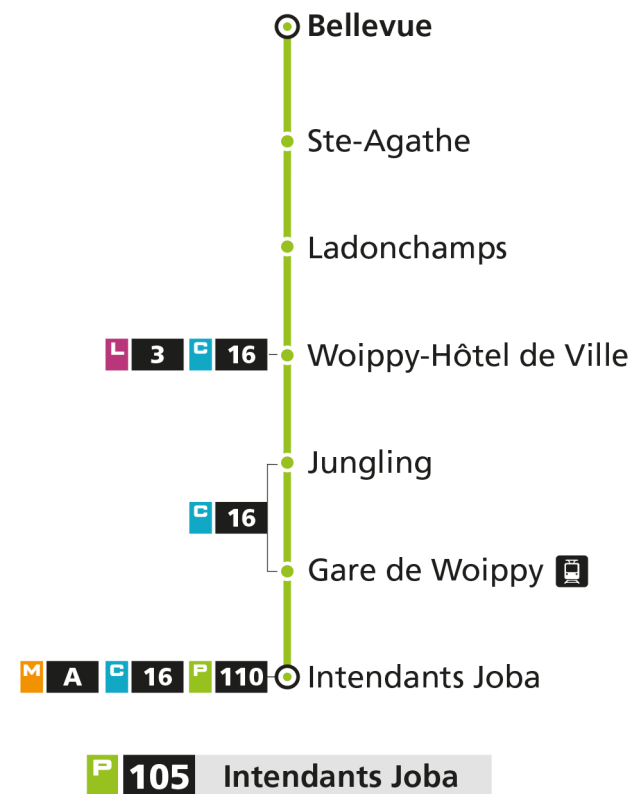 Bellevue
Ste-Agathe
Ladonchamps
L 3 C 16 Woippy-Hôtel de Ville
Jungling
C 16
Gare de Woippy
M A C 16 P 110 Intendants Joba
P 105 Intendants Joba